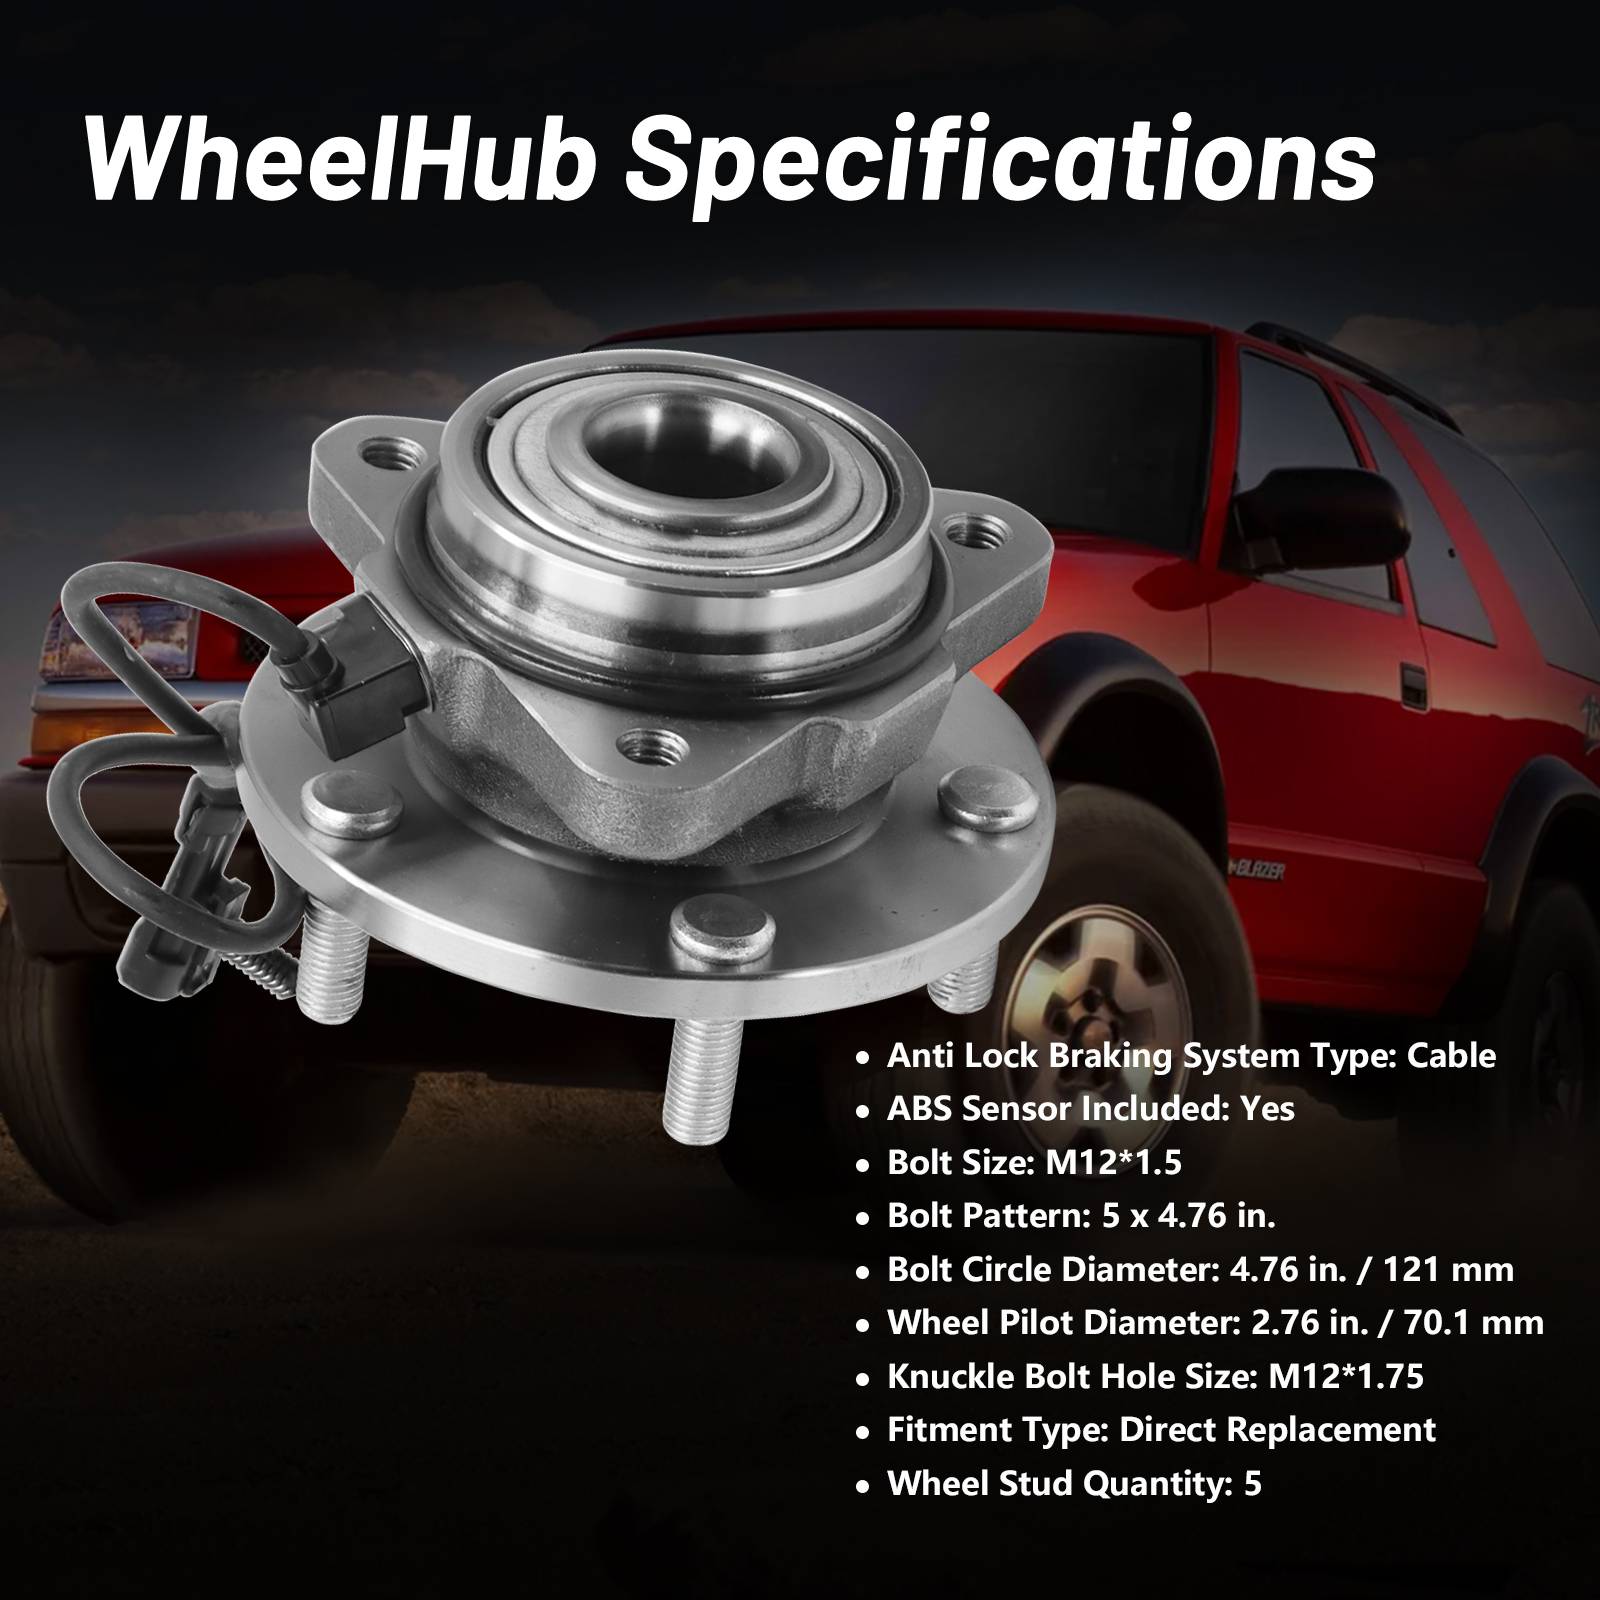 WheelHub Specifications
BLAZER
• Anti Lock Braking System Type: Cable
• ABS Sensor Included: Yes
• Bolt Size: M12*1.5
• Bolt Pattern: 5 x 4.76 in.
• Bolt Circle Diameter: 4.76 in. / 121 mm
• Wheel Pilot Diameter: 2.76 in. / 70.1 mm
• Knuckle Bolt Hole Size: M12*1.75
• Fitment Type: Direct Replacement
• Wheel Stud Quantity: 5